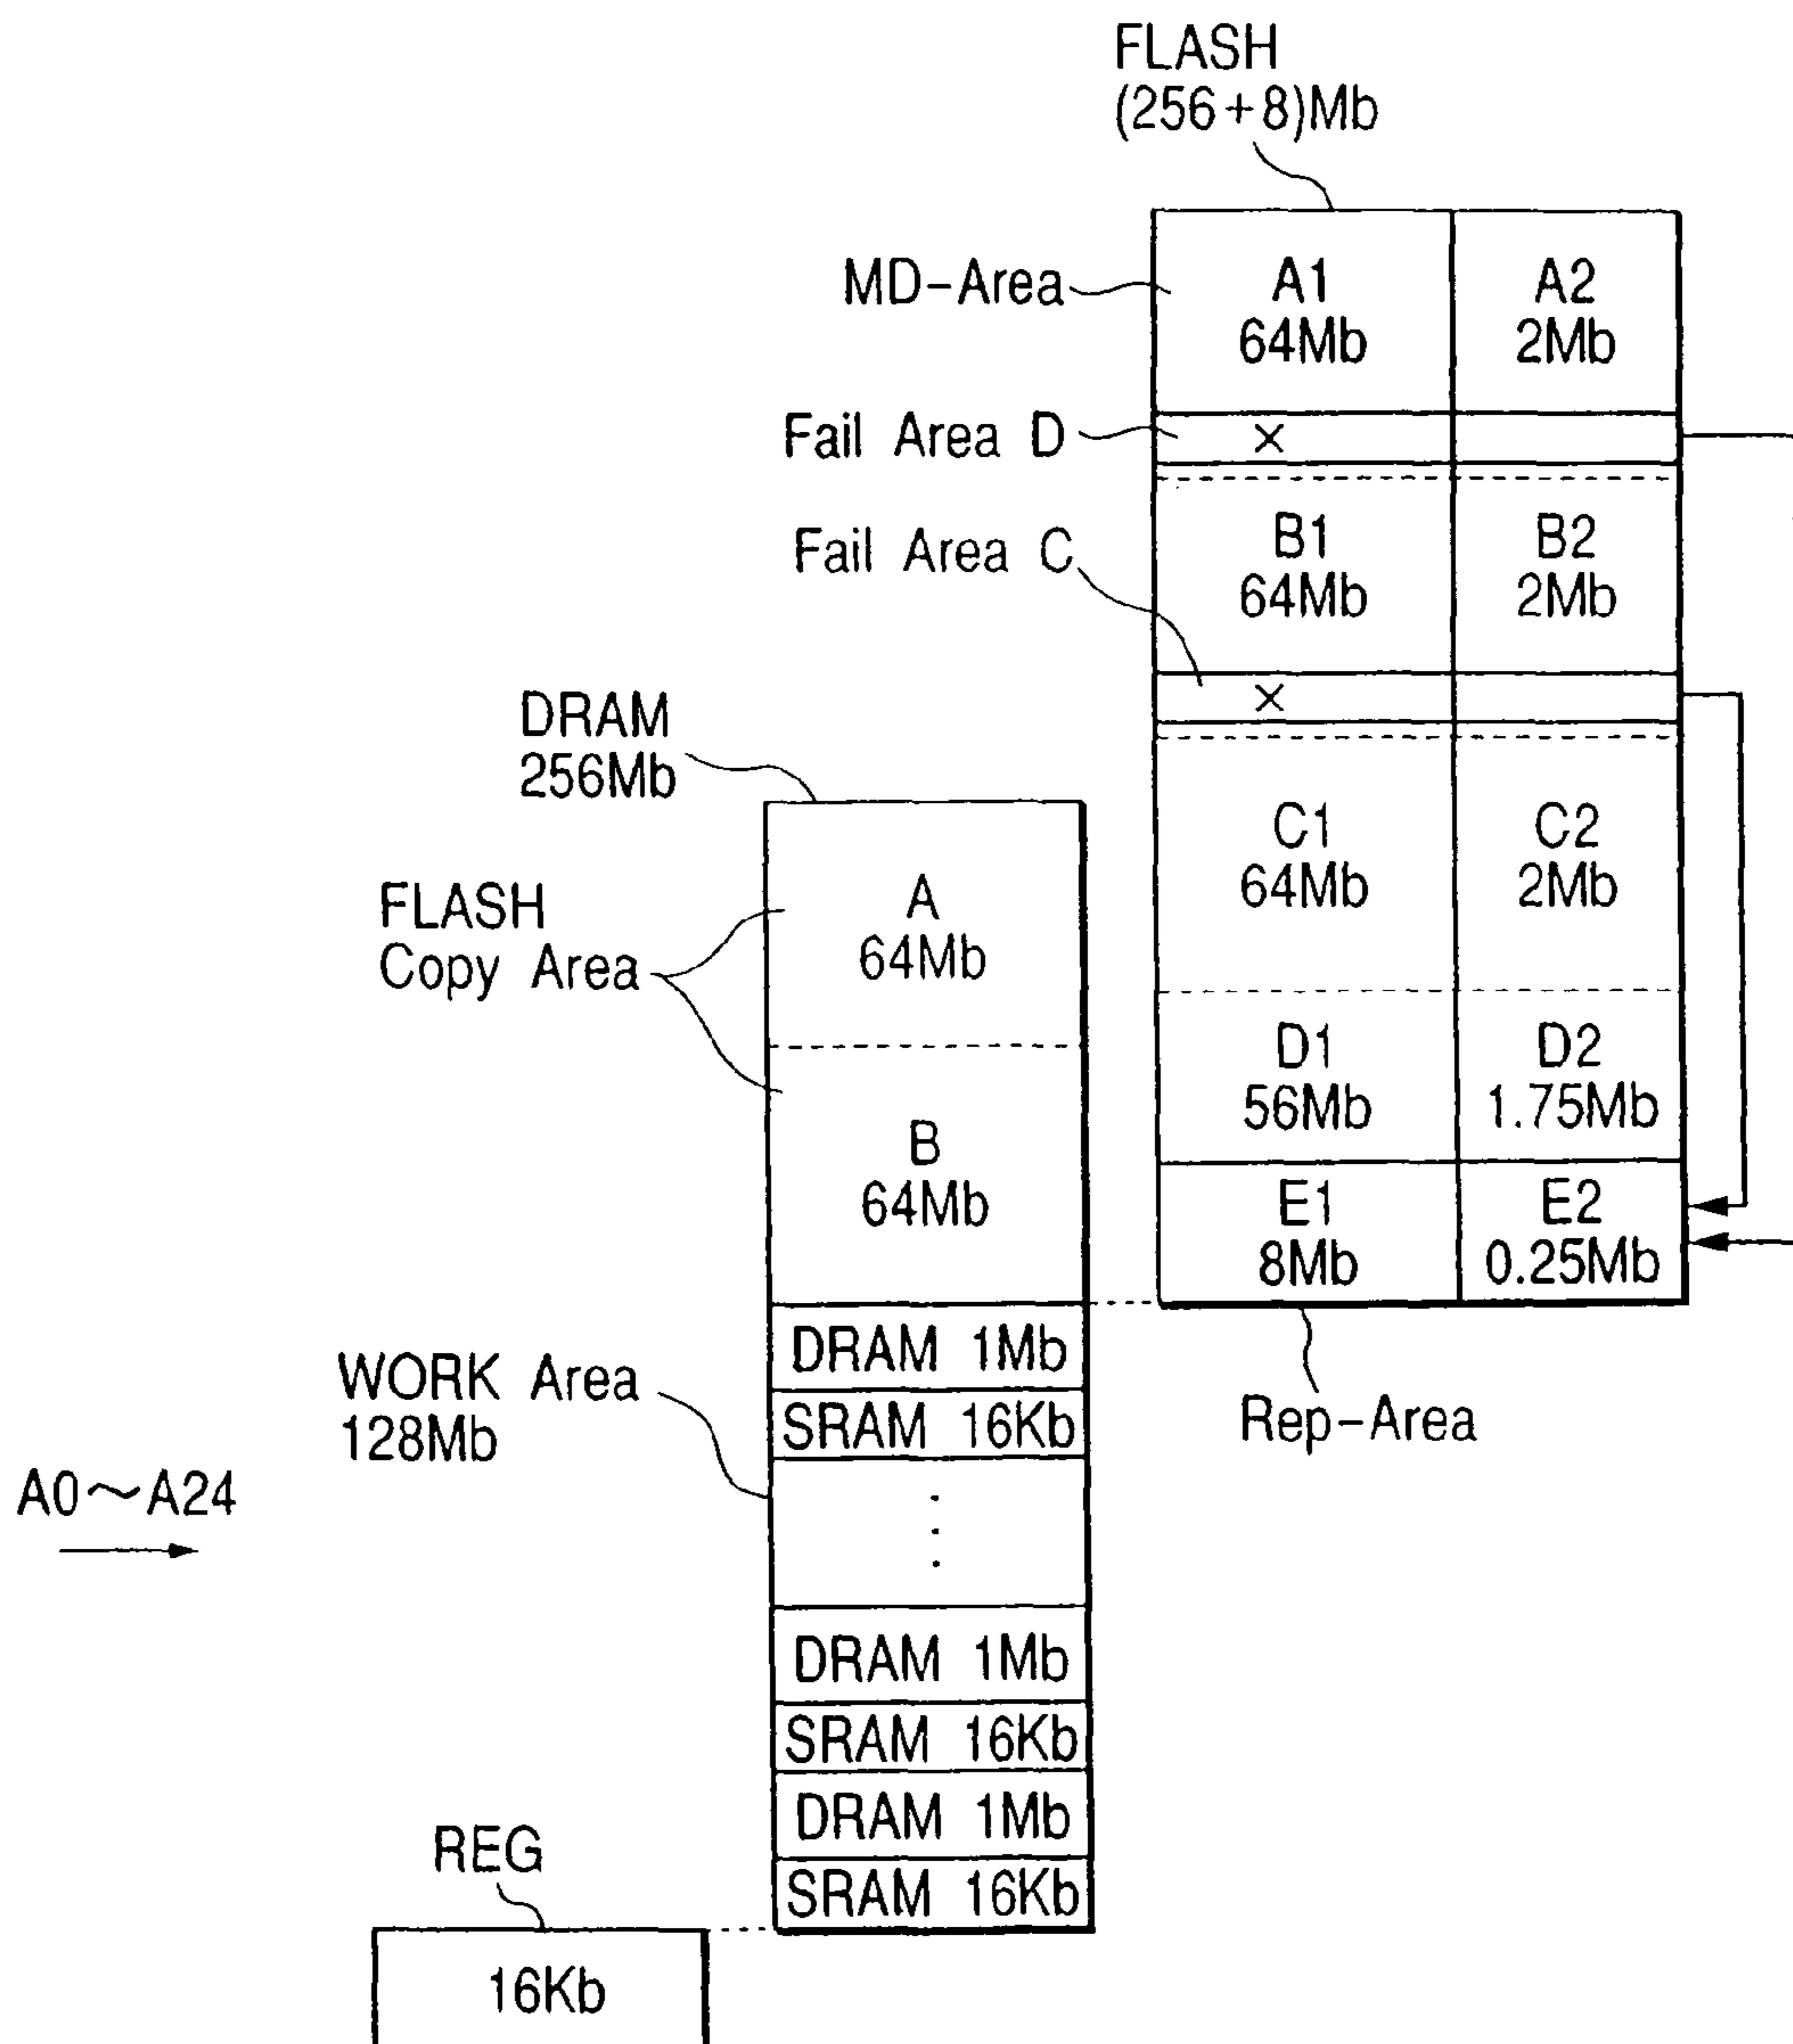 FLASH
(256+8)Mb
MD-Area
A1
64Mb
A2
2Mb
Fail Area D
×
B1
64Mb
B2
2Mb
Fail Area C
×
DRAM
256Mb
C1
64Mb
C2
2Mb
FLASH
Copy Area
A
64Mb
D1
56Mb
D2
1.75Mb
B
64Mb
E1
8Mb
E2
0.25Mb
DRAM 1Mb
WORK Area
128Mb
SRAM 16Kb
Rep-Area
A0～A24
DRAM 1Mb
SRAM 16Kb
DRAM 1Mb
REG
SRAM 16Kb
16Kb